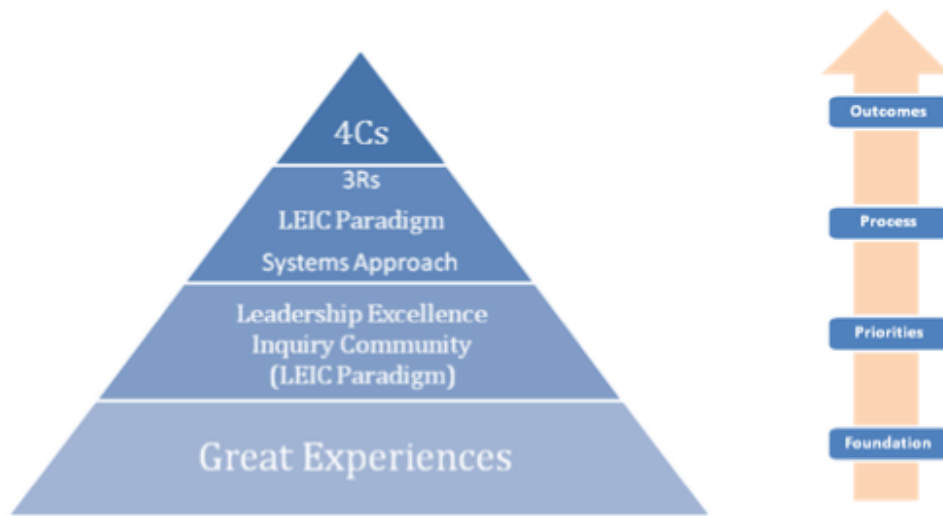 4Cs
3Rs
LEIC Paradigm
Systems Approach
Leadership Excellence
Inquiry Community
(LEIC Paradigm)
Great Experiences
Outcomes
Process
Priorities
Foundation